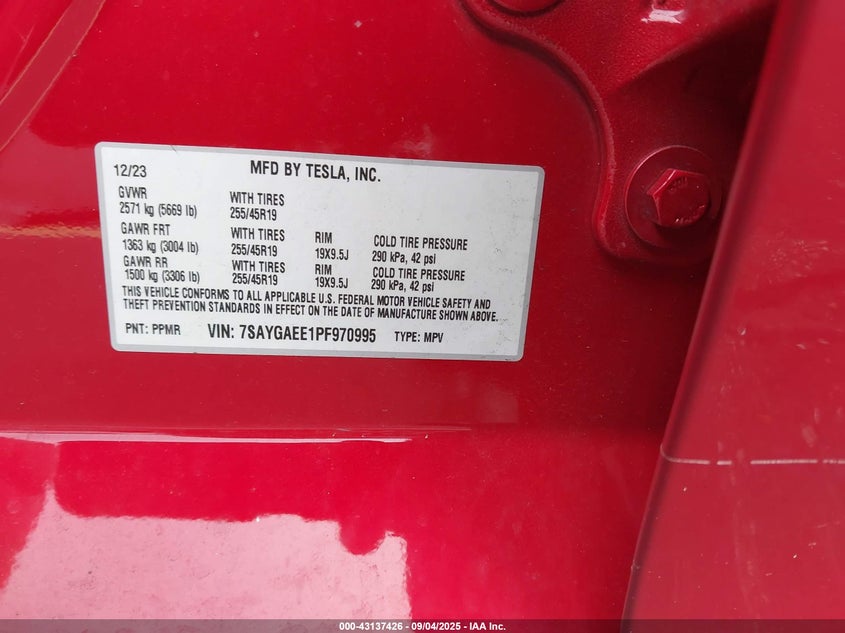 12/23 MFD BY TESLA, INC.
GVWR WITH TIRES
2571 kg (5669 lb) 255/45R19
GAWR FRT WITH TIRES RIM COLD TIRE PRESSURE
1363 kg (3004 lb) 255/45R19 19X9.5J 290 kPa, 42 psi
GAWR RR WITH TIRES RIM COLD TIRE PRESSURE
1500 kg (3306 lb) 255/45R19 19X9.5J 290 kPa, 42 psi
THIS VEHICLE CONFORMS TO ALL APPLICABLE U.S. FEDERAL MOTOR VEHICLE SAFETY AND
THEFT PREVENTION STANDARDS IN EFFECT ON THE DATE OF MANUFACTURE SHOWN ABOVE.
PNT: PPMR VIN: 7SAYGAEE1PF970995 TYPE: MPV
000-43137426 - 09/04/2025 - IAA Inc.